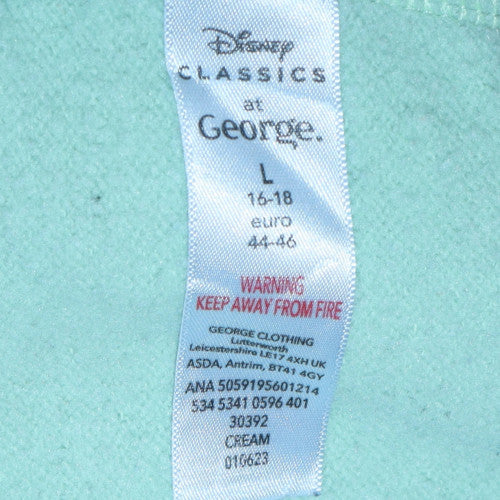 Disney
CLASSICS
at
George.
L
16-18
euro
44-46
WARNING
KEEP AWAY FROM FIRE
GEORGE CLOTHING
Lutterworth
Leicestershire LE17 4XH UK
ASDA, Antrim, BT41 4GY
ANA 5059195601214
534 5341 0596 401
30392
CREAM
010623